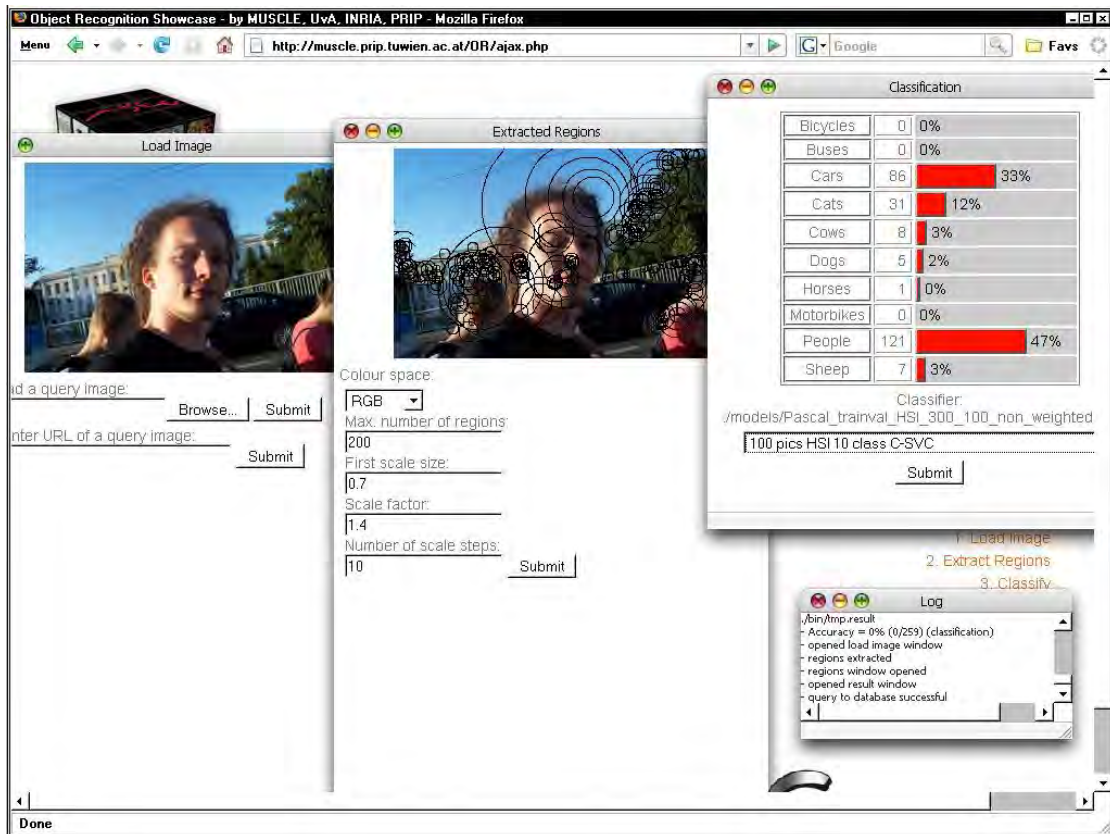 Object Recognition Showcase - by MUSCLE, UvA, INRIA, PRIP - Mozilla Firefox
Menu
http://muscle.prip.tuwien.ac.at/OR/ajax.php
G
Google
Favs
Load Image
ad a query image:
Browse...
Submit
nter URL of a query image:
Submit
Extracted Regions
Colour space:
RGB
Max. number of regions
200
First scale size:
0.7
Scale factor:
1.4
Number of scale steps:
10
Submit
Classification
Bicycles 0 0%
Buses 0 0%
Cars 86 33%
Cats 31 12%
Cows 8 3%
Dogs 5 2%
Horses 1 0%
Motorbikes 0 0%
People 121 47%
Sheep 7 3%
Classifier:
./models/Pascal_trainval_HSI_300_100_non_weighted
100 pics HSI 10 class C-SVC
Submit
1. Load Image
2. Extract Regions
3. Classify
Log
./bin/tmp.result
- Accuracy = 0% (0/259) (classification)
- opened load image window
- regions extracted
- regions window opened
- opened result window
- query to database successful
Done